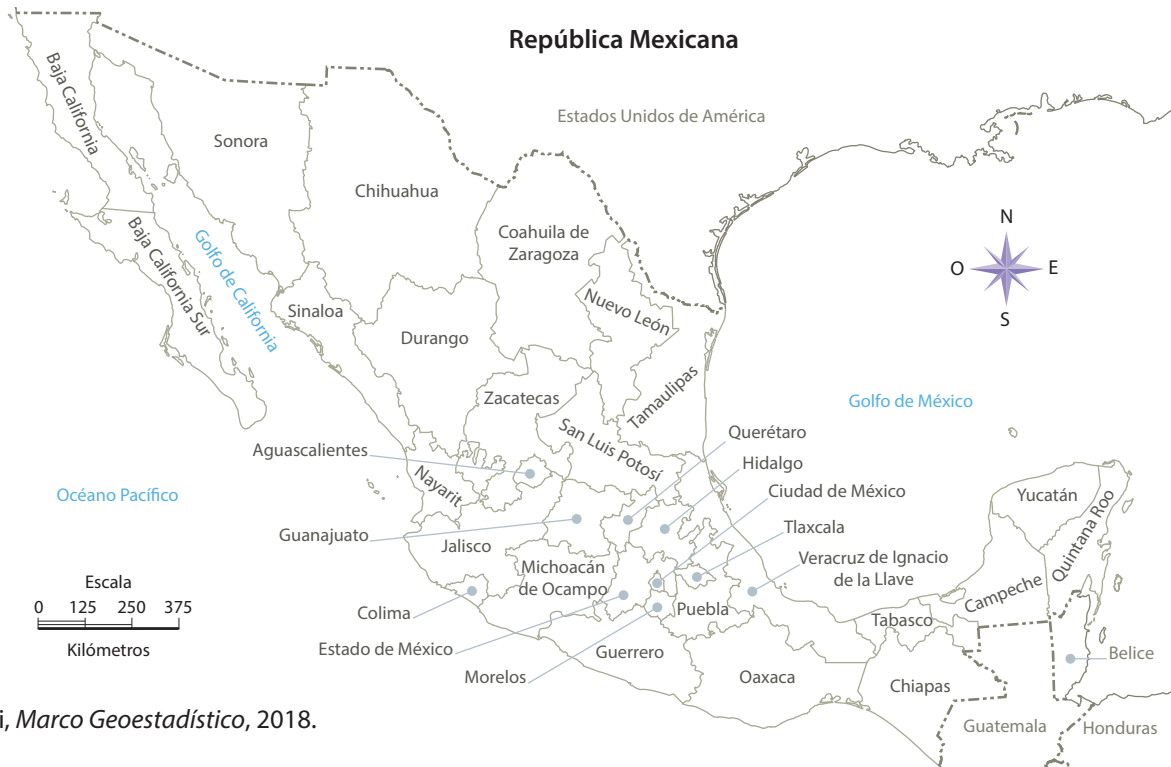 República Mexicana
Estados Unidos de América
Baja California
Sonora
Chihuahua
Coahuila de
Zaragoza
N
O
E
S
Baja California Sur
Golfo de California
Sinaloa
Nuevo León
Durango
Tamaulipas
Zacatecas
Golfo de México
San Luis Potosí
Querétaro
Aguascalientes
Hidalgo
Nayarit
Ciudad de México
Océano Pacífico
Yucatán
Quintana Roo
Guanajuato
Jalisco
Tlaxcala
Michoacán
de Ocampo
Veracruz de Ignacio
de la Llave
Escala
0 125 250 375
Kilómetros
Campeche
Colima
Puebla
Tabasco
Estado de México
Guerrero
Belice
Morelos
Oaxaca
Chiapas
i, Marco Geoestadístico, 2018.
Guatemala
Honduras